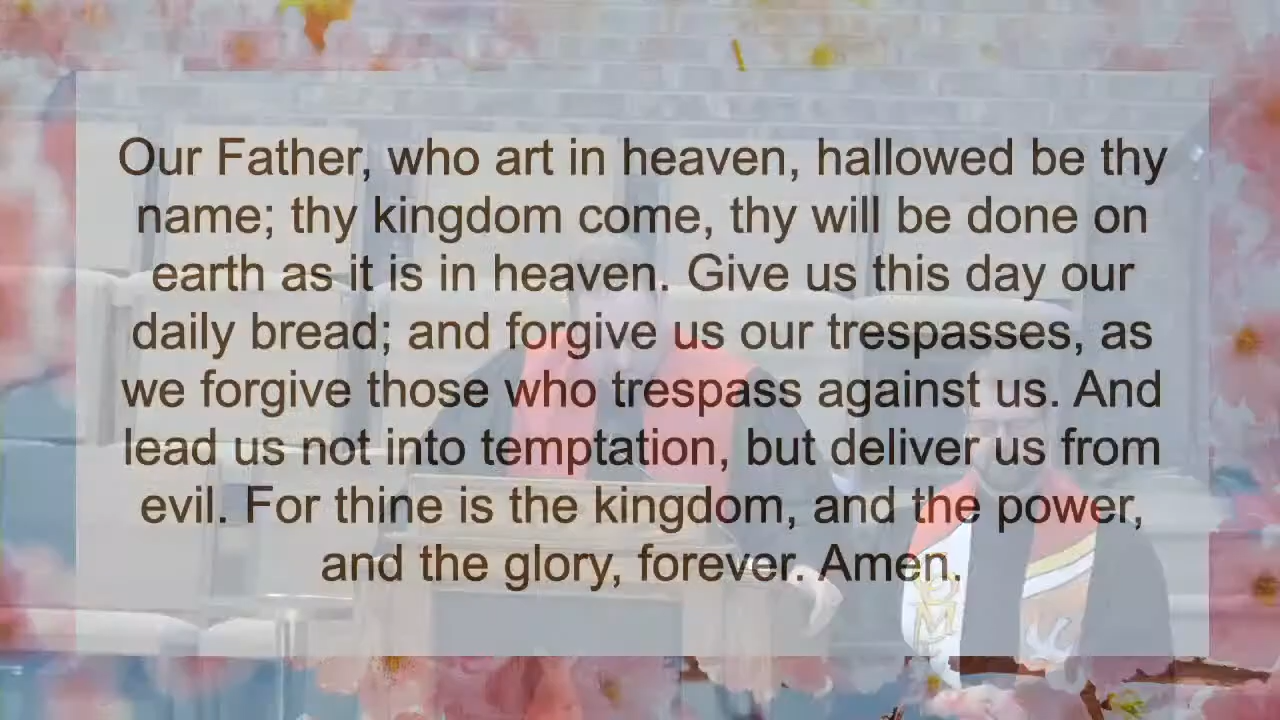 Our Father, who art in heaven, hallowed be thy
name; thy kingdom come, thy will be done on
earth as it is in heaven. Give us this day our
daily bread; and forgive us our trespasses, as
we forgive those who trespass against us. And
lead us not into temptation, but deliver us from
evil. For thine is the kingdom, and the power,
and the glory, forever. Amen.